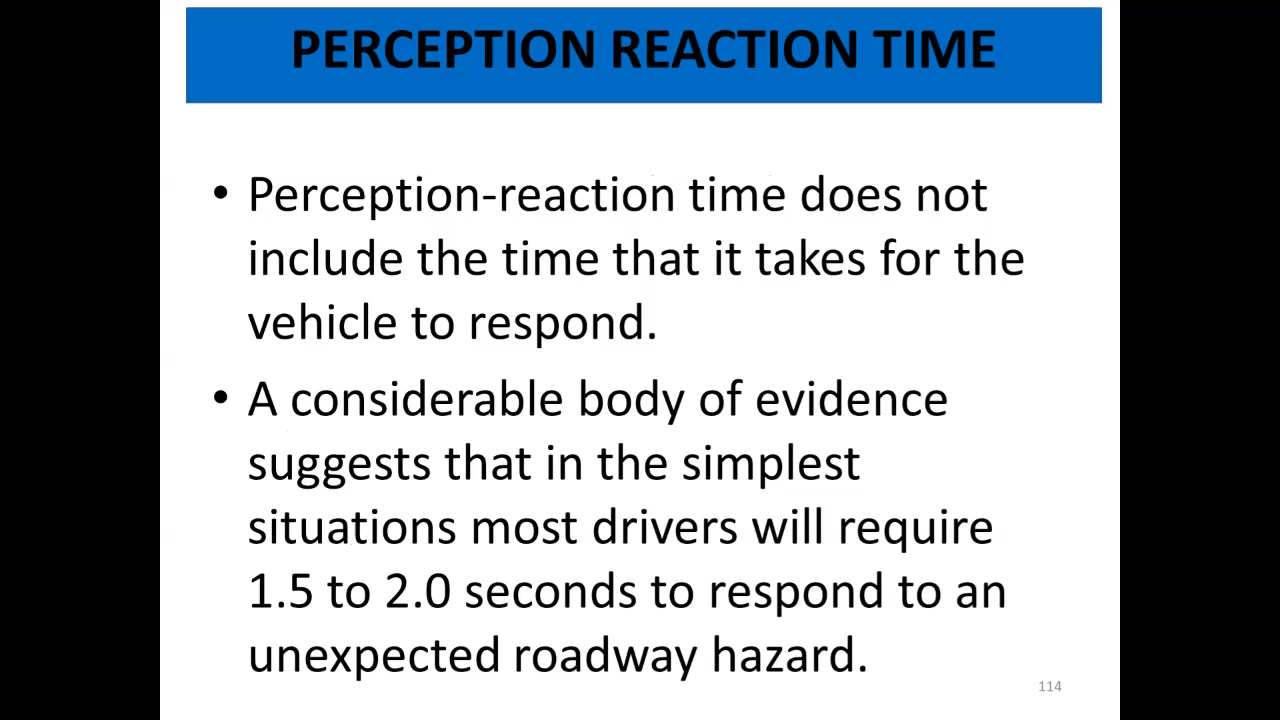 PERCEPTION REACTION TIME
• Perception-reaction time does not
include the time that it takes for the
vehicle to respond.
• A considerable body of evidence
suggests that in the simplest
situations most drivers will require
1.5 to 2.0 seconds to respond to an
unexpected roadway hazard.
114